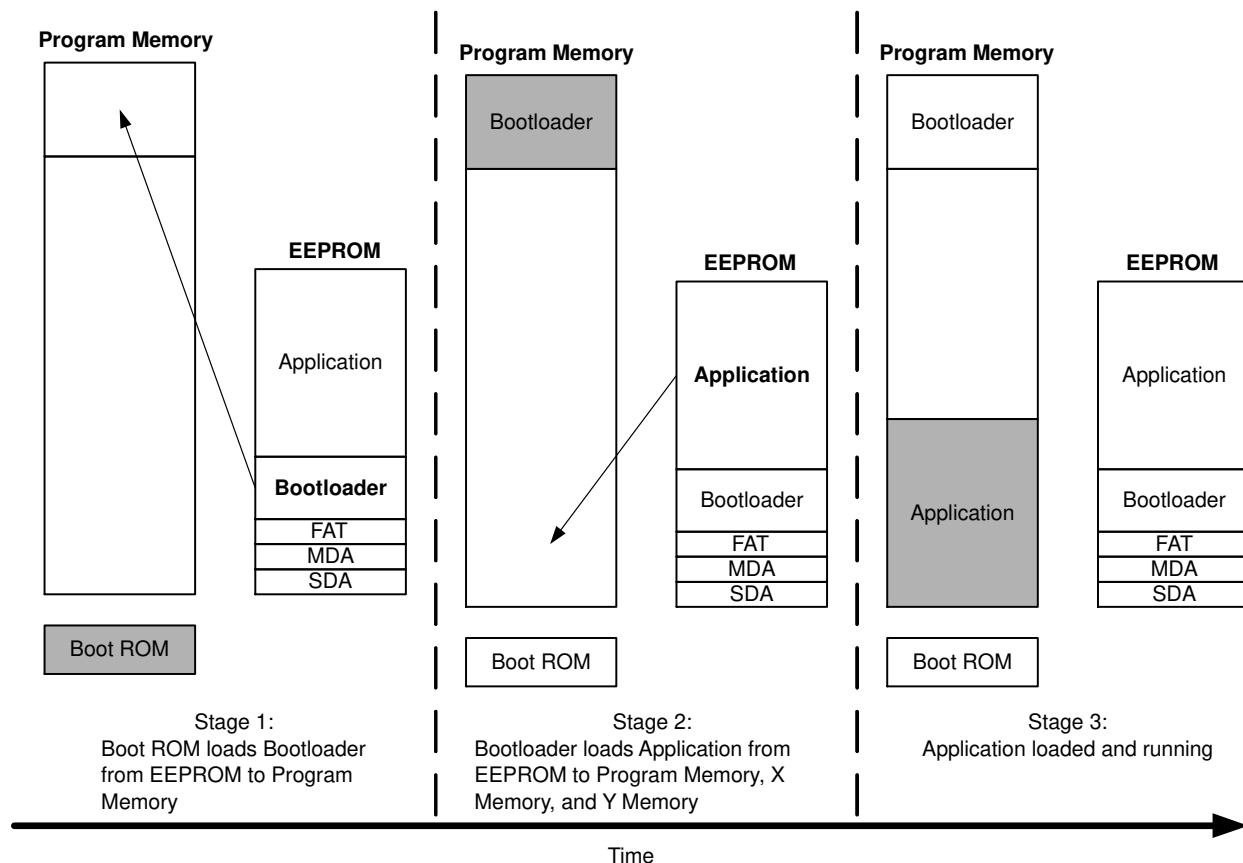 Program Memory
EEPROM
Application
Bootloader
FAT
MDA
SDA
Boot ROM
Stage 1:
Boot ROM loads Bootloader
from EEPROM to Program
Memory
Program Memory
Bootloader
EEPROM
Application
Bootloader
FAT
MDA
SDA
Boot ROM
Stage 2:
Bootloader loads Application from
EEPROM to Program Memory, X
Memory, and Y Memory
Program Memory
Bootloader
EEPROM
Application
Application
Bootloader
FAT
MDA
SDA
Boot ROM
Stage 3:
Application loaded and running
Time